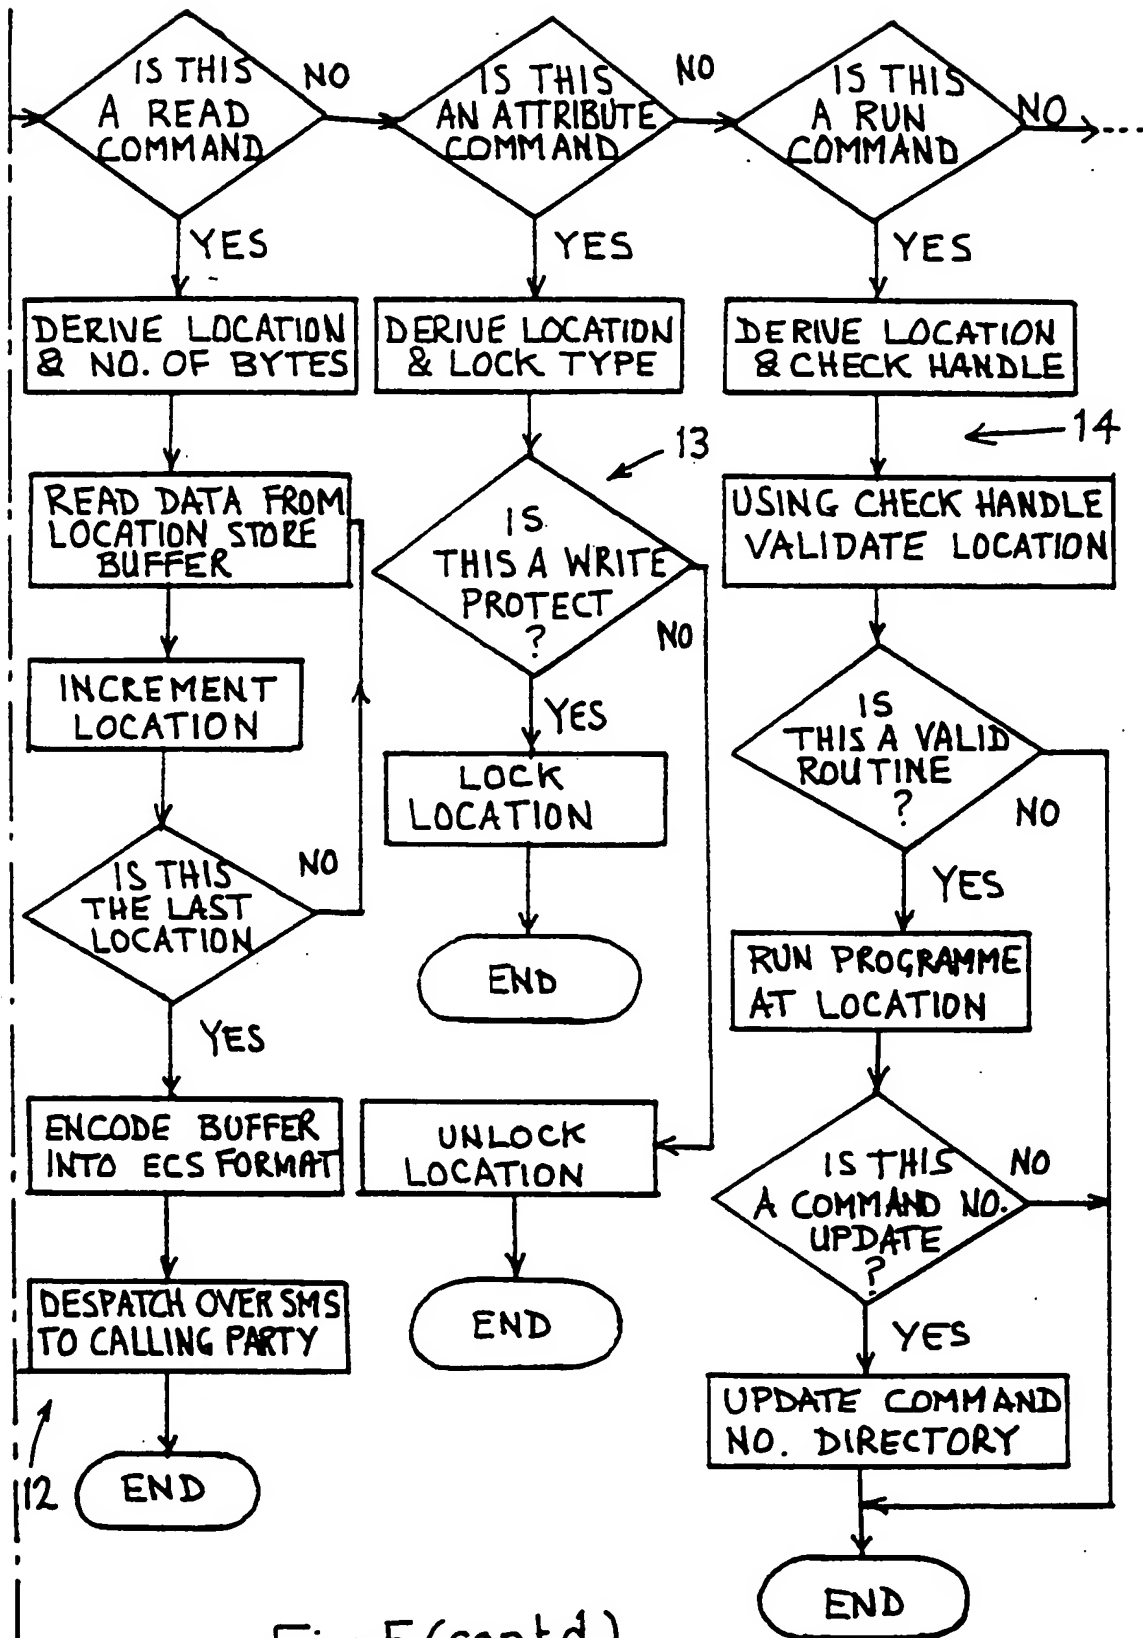 IS THIS
A READ
COMMAND
NO
YES
DERIVE LOCATION
& NO. OF BYTES
READ DATA FROM
LOCATION STORE
BUFFER
INCREMENT
LOCATION
IS THIS
THE LAST
LOCATION
NO
YES
ENCODE BUFFER
INTO ECS FORMAT
DESPATCH OVER SMS
TO CALLING PARTY
12
END
IS THIS
AN ATTRIBUTE
COMMAND
NO
YES
DERIVE LOCATION
& LOCK TYPE
13
IS
THIS A WRITE
PROTECT
?
NO
YES
LOCK
LOCATION
END
UNLOCK
LOCATION
END
IS THIS
A RUN
COMMAND
NO
YES
DERIVE LOCATION
& CHECK HANDLE
14
USING CHECK HANDLE
VALIDATE LOCATION
IS
THIS A VALID
ROUTINE
?
NO
YES
RUN PROGRAMME
AT LOCATION
IS THIS
A COMMAND NO.
UPDATE
?
NO
YES
UPDATE COMMAND
NO. DIRECTORY
END
Fig. 5 (contd.)